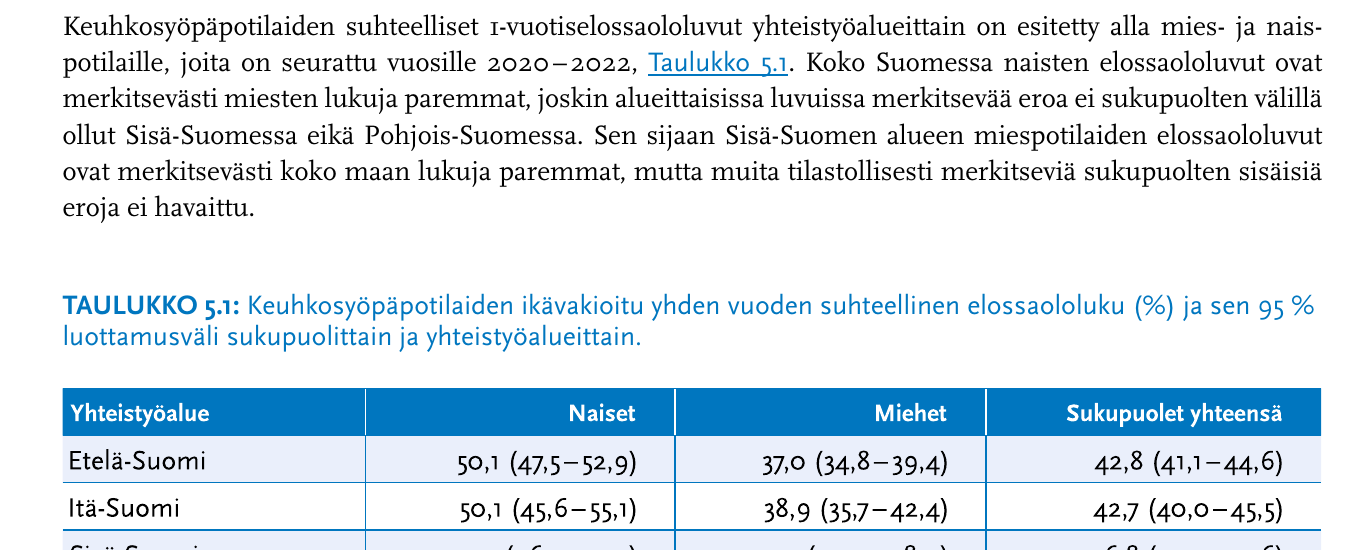 Keuhkosyöpäpotilaiden suhteelliset 1-vuotiselossaololuvut yhteistyöalueittain on esitetty alla mies- ja nais-
potilaille, joita on seurattu vuosille 2020–2022, Taulukko 5.1. Koko Suomessa naisten elossaololuvut ovat
merkitsevästi miesten lukuja paremmat, joskin alueittaisissa luvuissa merkitsevää eroa ei sukupuolten välillä
ollut Sisä-Suomessa eikä Pohjois-Suomessa. Sen sijaan Sisä-Suomen alueen miespotilaiden elossaololuvut
ovat merkitsevästi koko maan lukuja paremmat, mutta muita tilastollisesti merkitseviä sukupuolten sisäisiä
eroja ei havaittu.
TAULUKKO 5.1: Keuhkosyöpäpotilaiden ikävakioitu yhden vuoden suhteellinen elossaololuku (%) ja sen 95 %
luottamusväli sukupuolittain ja yhteistyöalueittain.
Yhteistyöalue Naiset Miehet Sukupuolet yhteensä
Etelä-Suomi 50,1 (47,5–52,9) 37,0 (34,8–39,4) 42,8 (41,1–44,6)
Itä-Suomi 50,1 (45,6–55,1) 38,9 (35,7–42,4) 42,7 (40,0–45,5)